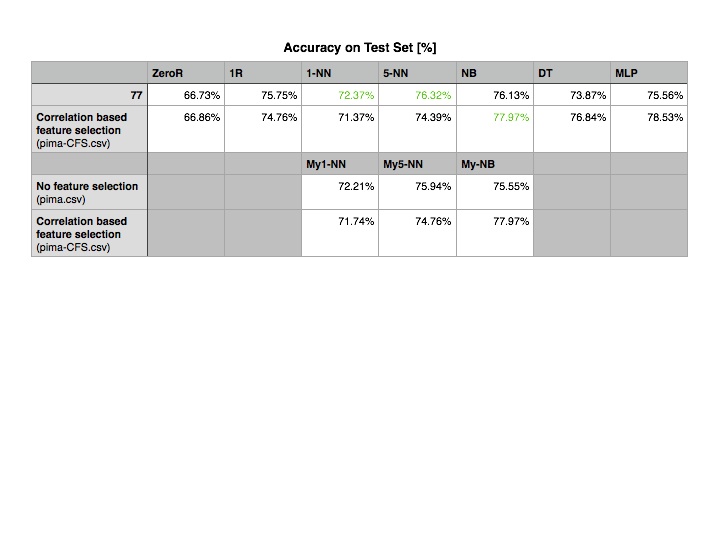 Accuracy on Test Set [%]
ZeroR 1R 1-NN 5-NN NB DT MLP
77 66.73% 75.75% 72.37% 76.32% 76.13% 73.87% 75.56%
Correlation based 66.86% 74.76% 71.37% 74.39% 77.97% 76.84% 78.53%
feature selection
(pima-CFS.csv)
My1-NN My5-NN My-NB
No feature selection 72.21% 75.94% 75.55%
(pima.csv)
Correlation based 71.74% 74.76% 77.97%
feature selection
(pima-CFS.csv)